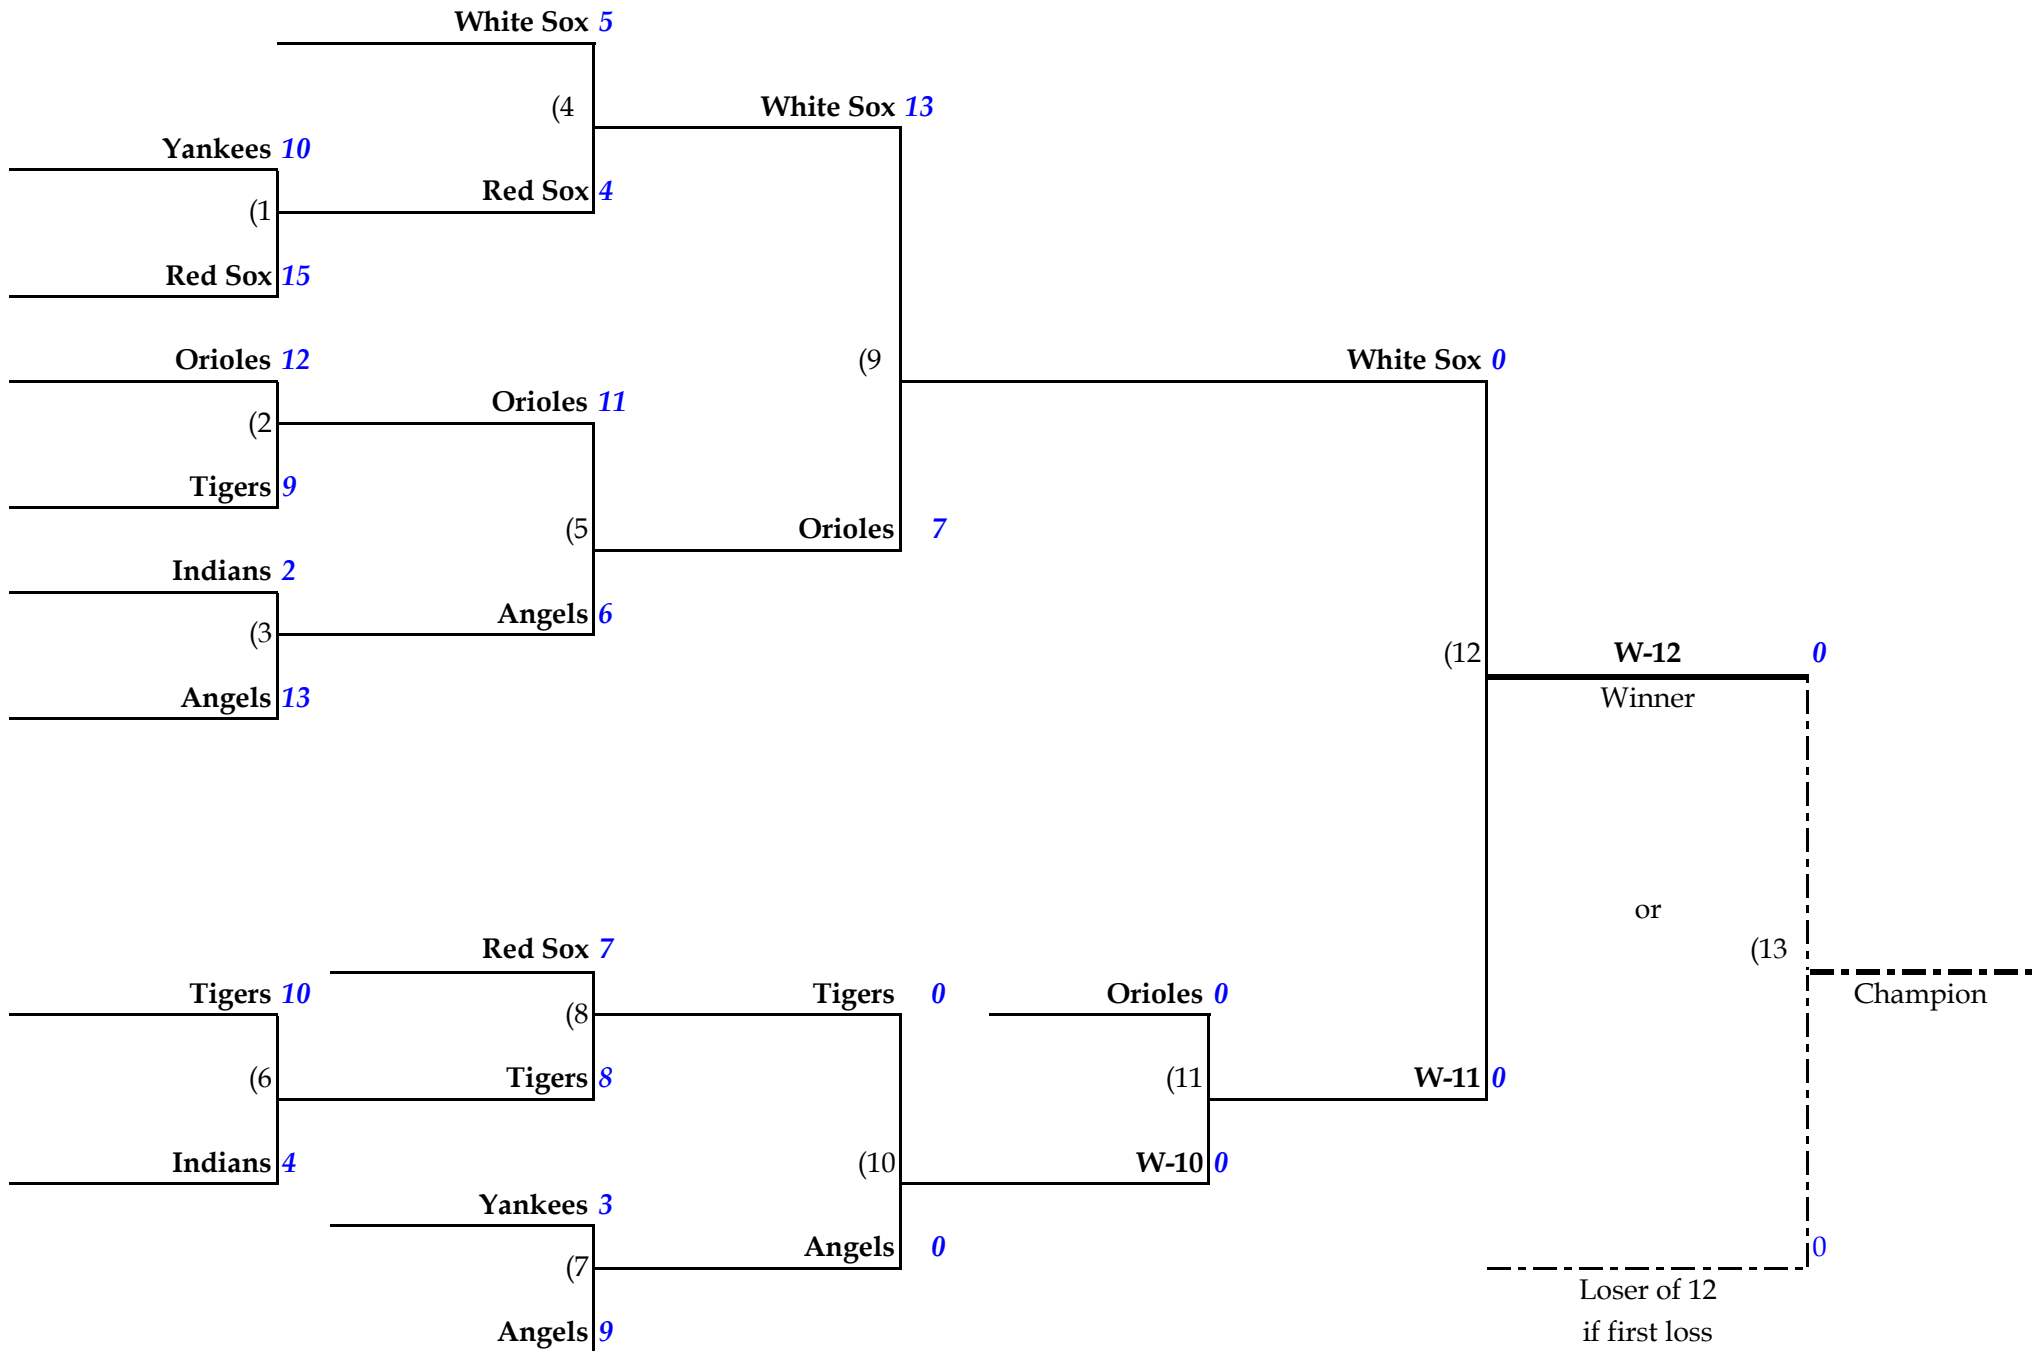 White Sox 5
(4
White Sox 13
Yankees 10
Red Sox 4
(1
Red Sox 15
Orioles 12
(9
White Sox 0
Orioles 11
(2
Tigers 9
(5
Orioles 7
Indians 2
Angels 6
(3
(12
W-12 0
Angels 13
Winner
or
Red Sox 7
(13
Tigers 10
Tigers 0
Orioles 0
Champion
(8
(6
Tigers 8
(11
W-11 0
Indians 4
(10
W-10 0
Yankees 3
Angels 0
0
(7
Loser of 12
Angels 9
if first loss